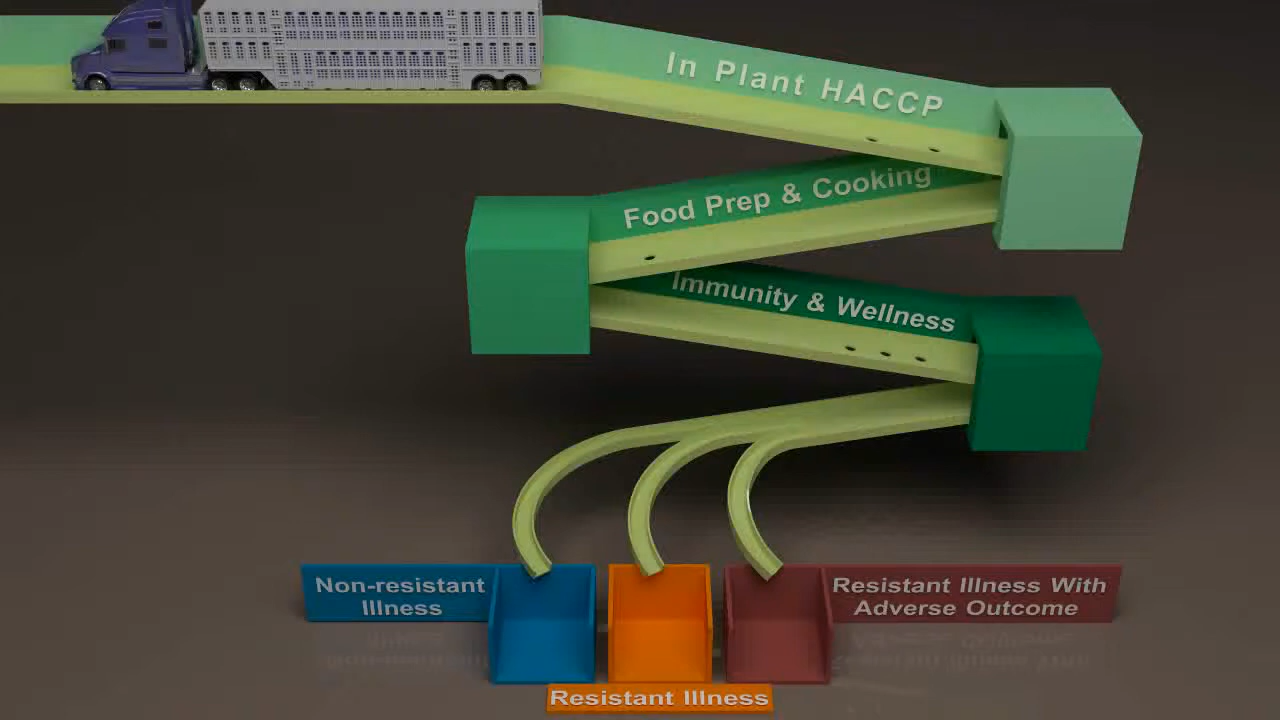 In Plant HACCP
Food Prep & Cooking
Immunity & Wellness
Non-resistant
Illness
Resistant Illness With
Adverse Outcome
Resistant Illness